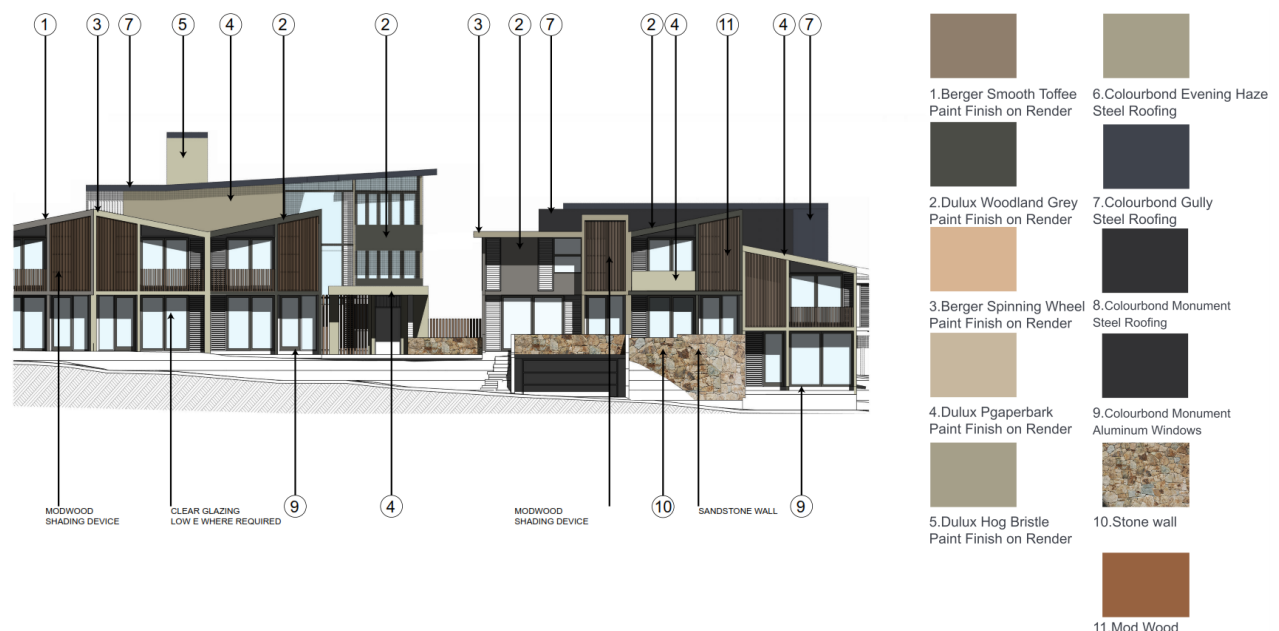 1 3 7 5 4 2 2 3 2 7 2 4 11 4 7
9 4 10 9
MODWOOD
SHADING DEVICE
CLEAR GLAZING
LOW E WHERE REQUIRED
MODWOOD
SHADING DEVICE
SANDSTONE WALL
1.Berger Smooth Toffee
Paint Finish on Render
2.Dulux Woodland Grey
Paint Finish on Render
3.Berger Spinning Wheel
Paint Finish on Render
4.Dulux Pgaperbark
Paint Finish on Render
5.Dulux Hog Bristle
Paint Finish on Render
6.Colourbond Evening Haze
Steel Roofing
7.Colourbond Gully
Steel Roofing
8.Colourbond Monument
Steel Roofing
9.Colourbond Monument
Aluminum Windows
10.Stone wall
11.Mod Wood